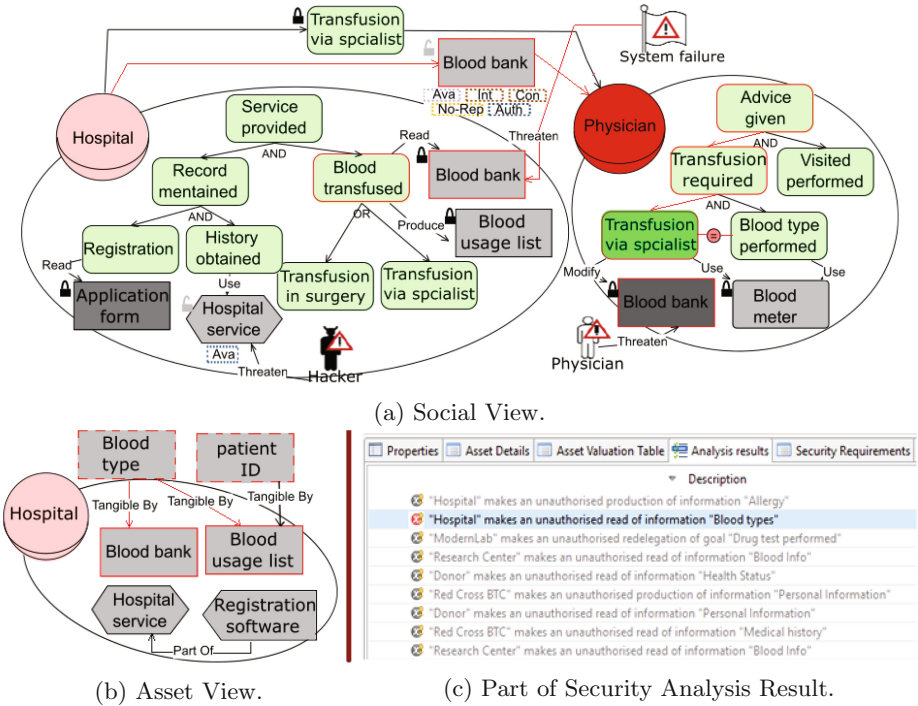 Transfusion
via spcialist
System failure
Blood bank
Ava
Int
Con
No-Rep
Auth
Hospital
Physician
Service
provided
AND
Record
mentained
AND
Registration
History
obtained
Read
Application
form
Use
Hospital
service
Ava
Threaten
Hacker
Blood
transfused
Read
Blood bank
Threaten
OR
Produce
Blood
usage list
Transfusion
in surgery
Transfusion
via spcialist
Advice
given
AND
Transfusion
required
Visited
performed
AND
Transfusion
via spcialist
=
Blood type
performed
Modify
Use
Use
Blood bank
Blood
meter
Threaten
Physician
(a) Social View.
Blood
type
patient
ID
Tangible By
Tangible By
Tangible By
Hospital
Blood bank
Blood
usage list
Hospital
service
Registration
software
Part Of
(b) Asset View.
Properties
Asset Details
Asset Valuation Table
Analysis results
Security Requirements
Description
"Hospital" makes an unauthorised production of information "Allergy"
"Hospital" makes an unauthorised read of information "Blood types"
"ModernLab" makes an unauthorised redelegation of goal "Drug test performed"
"Research Center" makes an unauthorised read of information "Blood Info"
"Donor" makes an unauthorised read of information "Health Status"
"Red Cross BTC" makes an unauthorised production of information "Personal Information"
"Donor" makes an unauthorised read of information "Personal Information"
"Red Cross BTC" makes an unauthorised read of information "Medical history"
"Research Center" makes an unauthorised read of information "Blood Info"
(c) Part of Security Analysis Result.